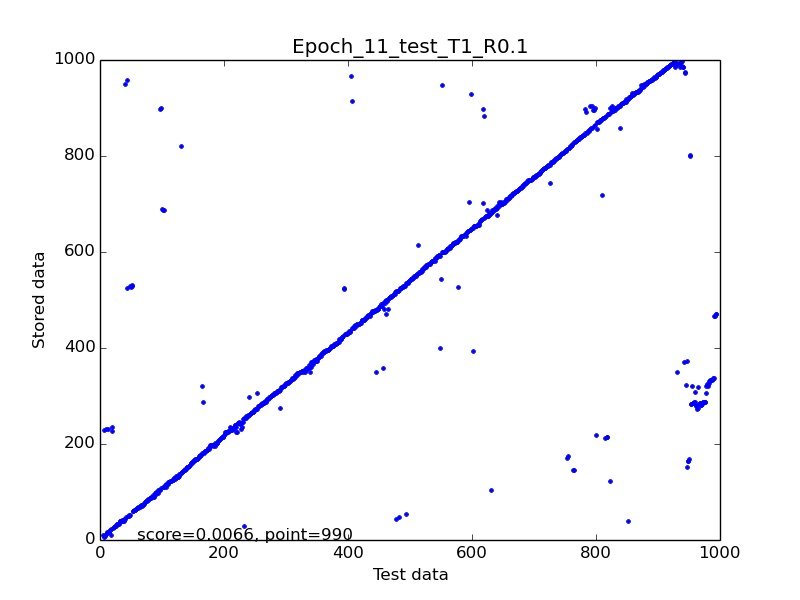 Epoch_11_test_T1_R0.1
1000
800
600
400
200
0
Stored data
score=0.0066, point=990
0 200 400 600 800 1000
Test data